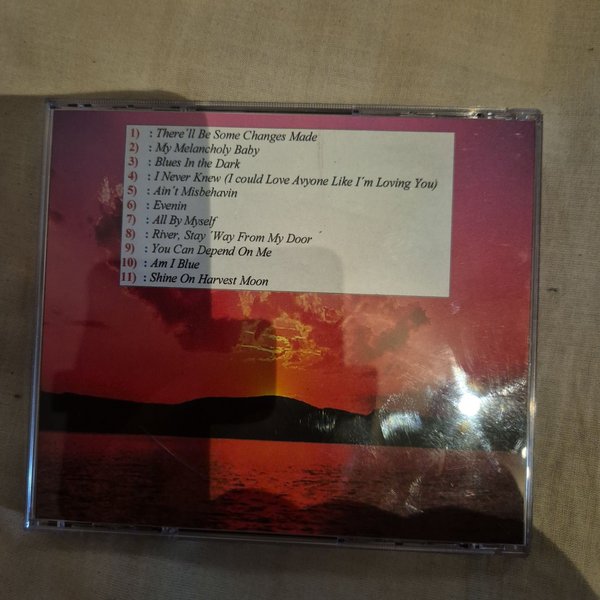 1) : There´ll Be Some Changes Made
2) : My Melancholy Baby
3) : Blues In the Dark
4) : I Never Knew (I could Love Avyone Like I´m Loving You)
5) : Ain´t Misbehavin
6) : Evenin
7) : All By Myself
8) : River, Stay ´Way From My Door
9) : You Can Depend On Me
10) : Am I Blue
11) : Shine On Harvest Moon